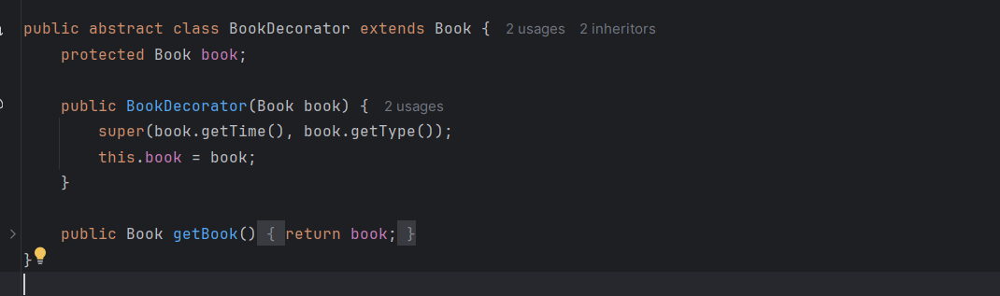 public abstract class BookDecorator extends Book {  2 usages  2 inheritors
    protected Book book;
    public BookDecorator(Book book) {  2 usages
        super(book.getTime(), book.getType());
        this.book = book;
    }
    public Book getBook() { return book; }
}